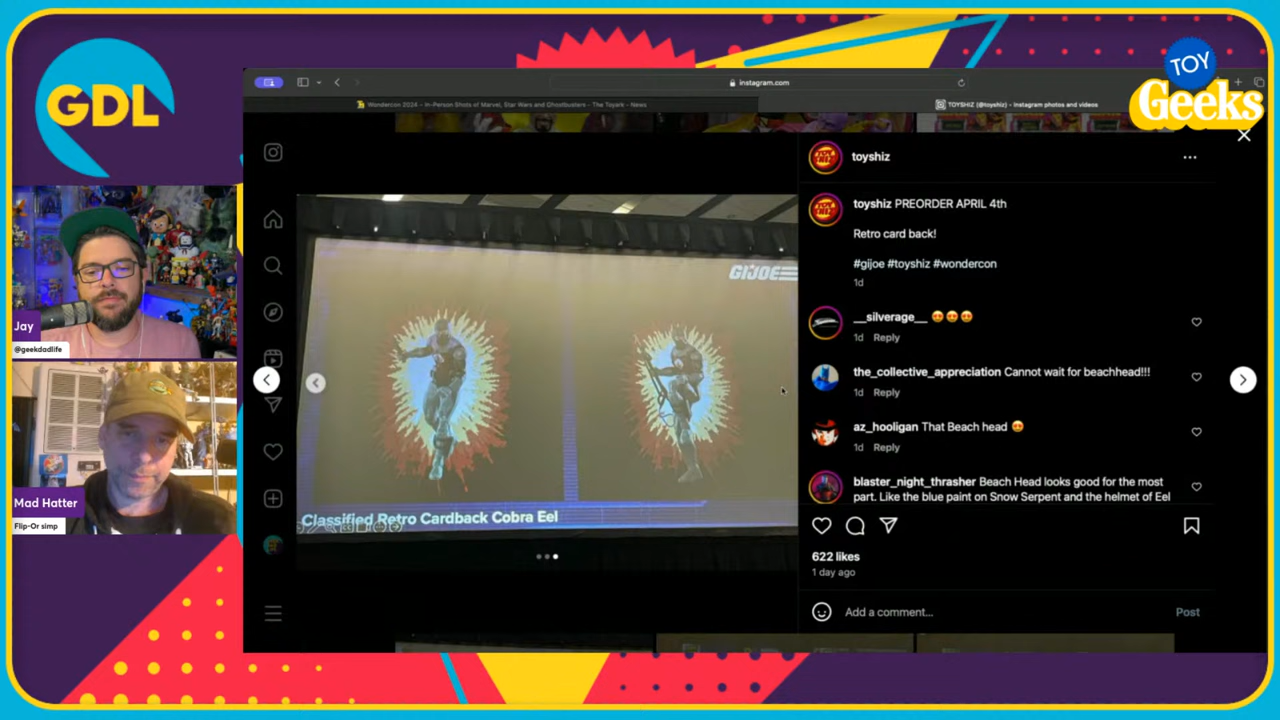 GDL
TOY
Geeks
instagram.com
Wondercon 2024 - In-Person Shots of Marvel, Star Wars and Ghostbusters - The Toyark - News
TOYSHIZ (@toyshiz) • Instagram photos and videos
toyshiz
toyshiz PREORDER APRIL 4th
Retro card back!
#gijoe #toyshiz #wondercon
1d
__silverage__ 😍😍😍
1d Reply
the_collective_appreciation Cannot wait for beachhead!!!
1d Reply
az_hooligan That Beach head 😍
1d Reply
blaster_night_thrasher Beach Head looks good for the most
part. Like the blue paint on Snow Serpent and the helmet of Eel
622 likes
1 day ago
Add a comment...
Post
GIJOE
Classified Retro Cardback Cobra Eel
Jay
@geekdadlife
Mad Hatter
Flip-Or simp